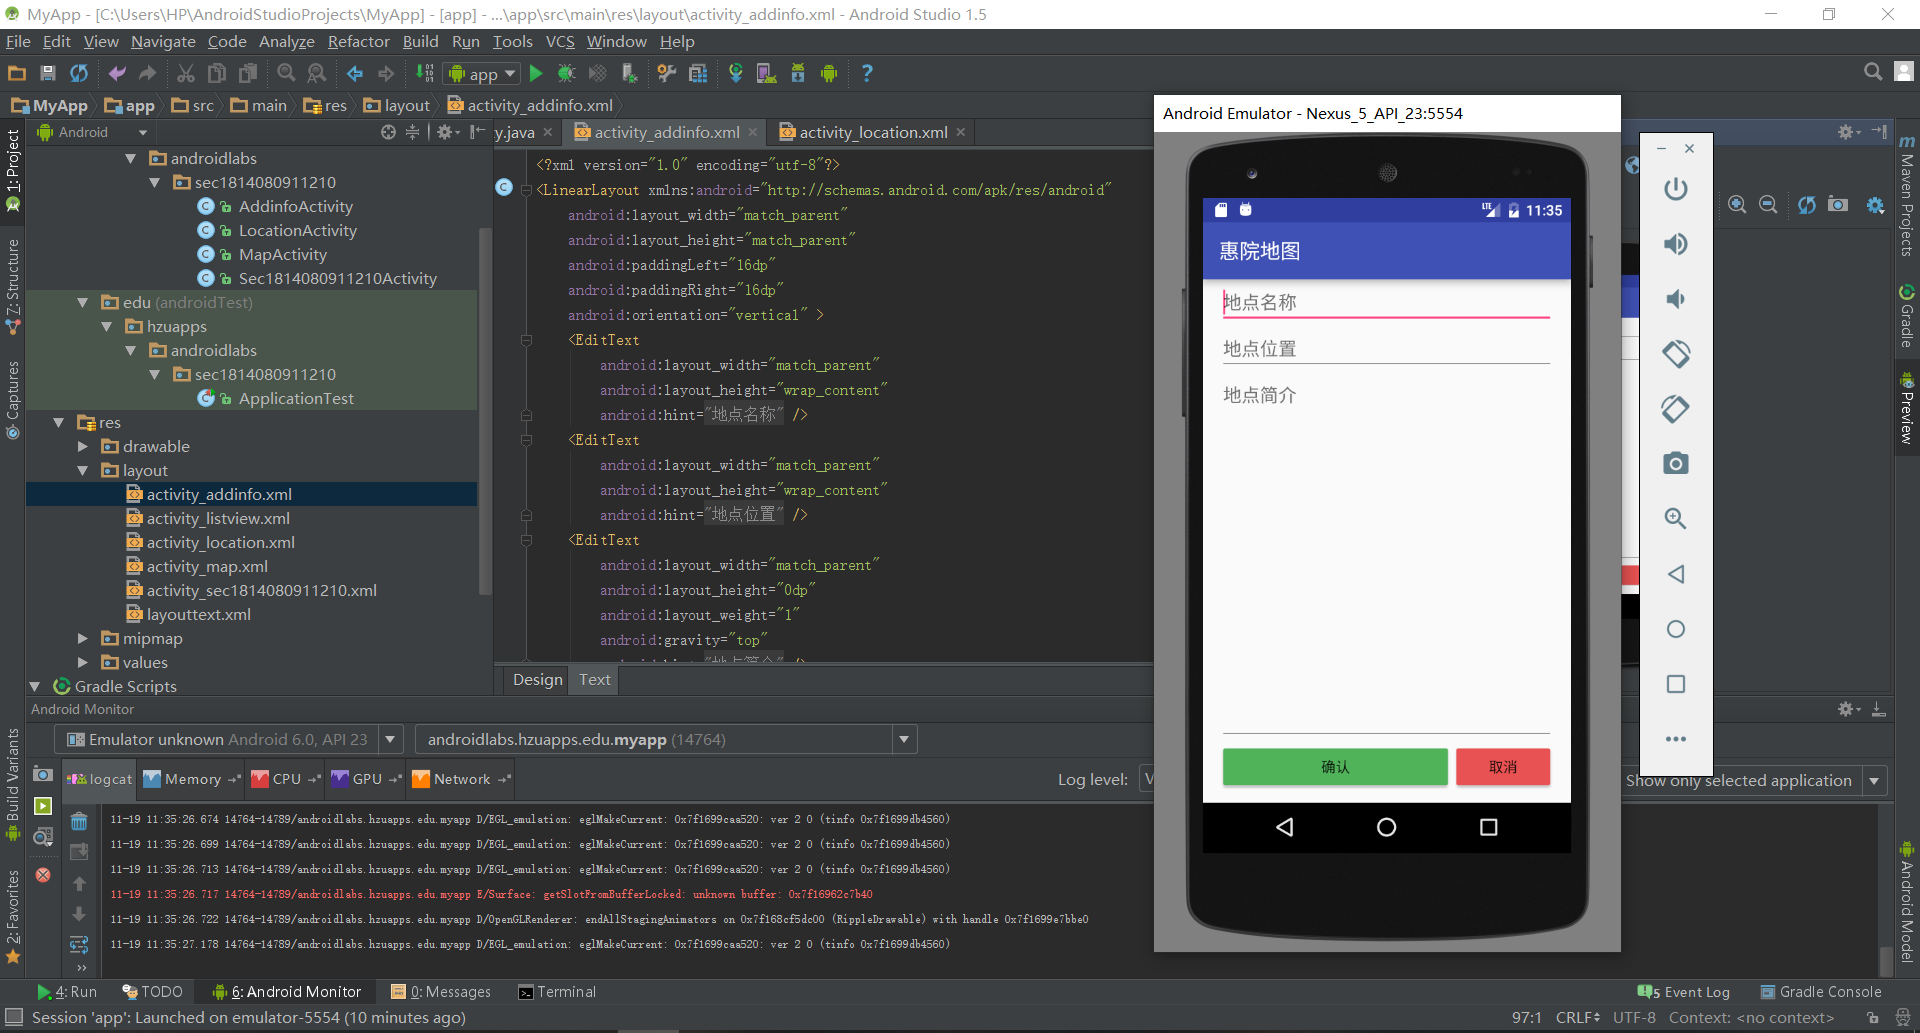 MyApp - [C:\Users\HP\AndroidStudioProjects\MyApp] - [app] - ...\app\src\main\res\layout\activity_addinfo.xml - Android Studio 1.5
File Edit View Navigate Code Analyze Refactor Build Run Tools VCS Window Help
app
MyApp app src main res layout activity_addinfo.xml
Android
y.java activity_addinfo.xml activity_location.xml
1: Project
Z: Structure
Captures
Build Variants
2: Favorites
androidlabs
sec1814080911210
AddinfoActivity
LocationActivity
MapActivity
Sec1814080911210Activity
edu (androidTest)
hzuapps
androidlabs
sec1814080911210
ApplicationTest
res
drawable
layout
activity_addinfo.xml
activity_listview.xml
activity_location.xml
activity_map.xml
activity_sec1814080911210.xml
layouttext.xml
mipmap
values
Gradle Scripts
<?xml version="1.0" encoding="utf-8"?>
<LinearLayout xmlns:android="http://schemas.android.com/apk/res/android"
android:layout_width="match_parent"
android:layout_height="match_parent"
android:paddingLeft="16dp"
android:paddingRight="16dp"
android:orientation="vertical" >
<EditText
android:layout_width="match_parent"
android:layout_height="wrap_content"
android:hint="地点名称" />
<EditText
android:layout_width="match_parent"
android:layout_height="wrap_content"
android:hint="地点位置" />
<EditText
android:layout_width="match_parent"
android:layout_height="0dp"
android:layout_weight="1"
android:gravity="top"
android:hint="地点简介" />
Design Text
Android Emulator - Nexus_5_API_23:5554
LTE 11:35
惠院地图
地点名称
地点位置
地点简介
确认 取消
Maven Projects
Gradle
Preview
Android Model
Android Monitor
Emulator unknown Android 6.0, API 23
androidlabs.hzuapps.edu.myapp (14764)
logcat Memory CPU GPU Network Log level: V Show only selected application
11-19 11:35:26.674 14764-14789/androidlabs.hzuapps.edu.myapp D/EGL_emulation: eglMakeCurrent: 0x7f1699caa520: ver 2 0 (tinfo 0x7f1699db4560)
11-19 11:35:26.699 14764-14789/androidlabs.hzuapps.edu.myapp D/EGL_emulation: eglMakeCurrent: 0x7f1699caa520: ver 2 0 (tinfo 0x7f1699db4560)
11-19 11:35:26.713 14764-14789/androidlabs.hzuapps.edu.myapp D/EGL_emulation: eglMakeCurrent: 0x7f1699caa520: ver 2 0 (tinfo 0x7f1699db4560)
11-19 11:35:26.717 14764-14789/androidlabs.hzuapps.edu.myapp E/Surface: getSlotFromBufferLocked: unknown buffer: 0x7f16962c7b40
11-19 11:35:26.722 14764-14789/androidlabs.hzuapps.edu.myapp D/OpenGLRenderer: endAllStagingAnimators on 0x7f168cf5dc00 (RippleDrawable) with handle 0x7f1699e7bbe0
11-19 11:35:27.178 14764-14789/androidlabs.hzuapps.edu.myapp D/EGL_emulation: eglMakeCurrent: 0x7f1699caa520: ver 2 0 (tinfo 0x7f1699db4560)
4: Run TODO 6: Android Monitor 0: Messages Terminal 5 Event Log Gradle Console
Session 'app': Launched on emulator-5554 (10 minutes ago) 97:1 CRLF UTF-8 Context: <no context>